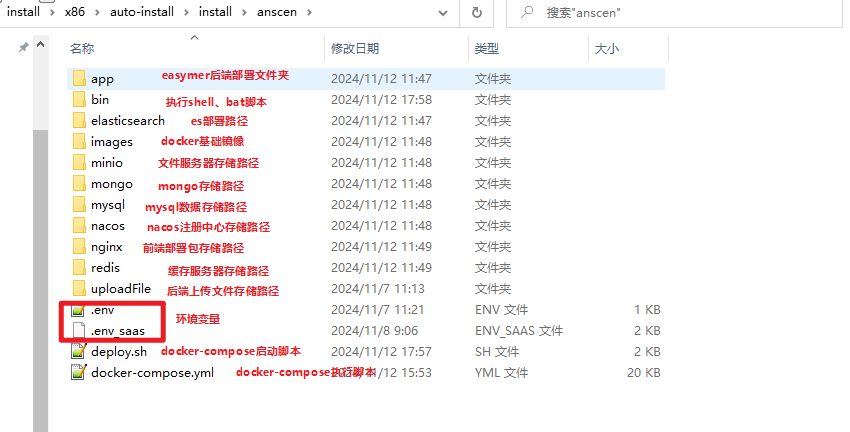 install › x86 › auto-install › install › anscen ›
搜索"anscen"
名称 修改日期 类型 大小
app easymer后端部署文件夹 2024/11/12 11:47 文件夹
bin 执行shell、bat脚本 2024/11/12 17:58 文件夹
elasticsearch es部署路径 2024/11/12 11:47 文件夹
images docker基础镜像 2024/11/12 11:48 文件夹
minio 文件服务器存储路径 2024/11/12 11:48 文件夹
mongo mongo存储路径 2024/11/12 11:48 文件夹
mysql mysql数据存储路径 2024/11/12 11:48 文件夹
nacos nacos注册中心存储路径 2024/11/12 11:48 文件夹
nginx 前端部署包存储路径 2024/11/12 11:49 文件夹
redis 缓存服务器存储路径 2024/11/12 11:49 文件夹
uploadFile 后端上传文件存储路径 2024/11/7 11:13 文件夹
.env 2024/11/7 11:21 ENV 文件 1 KB
环境变量
.env_saas 2024/11/8 9:06 ENV_SAAS 文件 2 KB
deploy.sh docker-compose启动脚本 2024/11/12 17:57 SH 文件 2 KB
docker-compose.yml docker-compose执行脚本 2024/11/12 15:53 YML 文件 20 KB